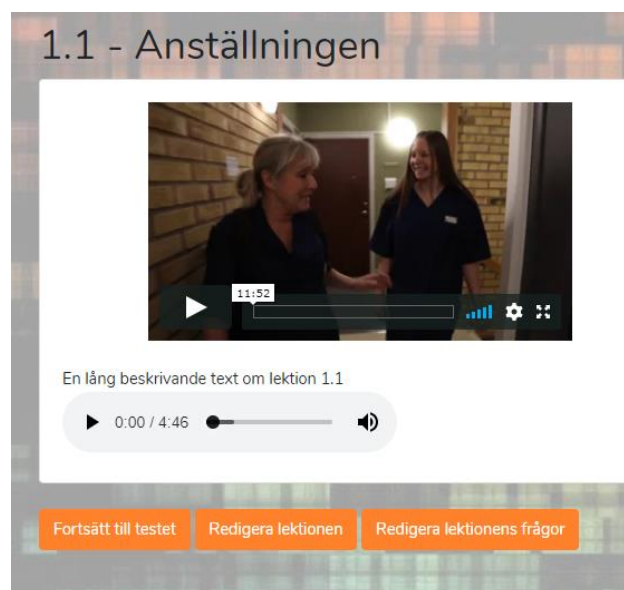 1.1 - Anställningen
11:52
En lång beskrivande text om lektion 1.1
0:00 / 4:46
Fortsätt till testet Redigera lektionen Redigera lektionens frågor